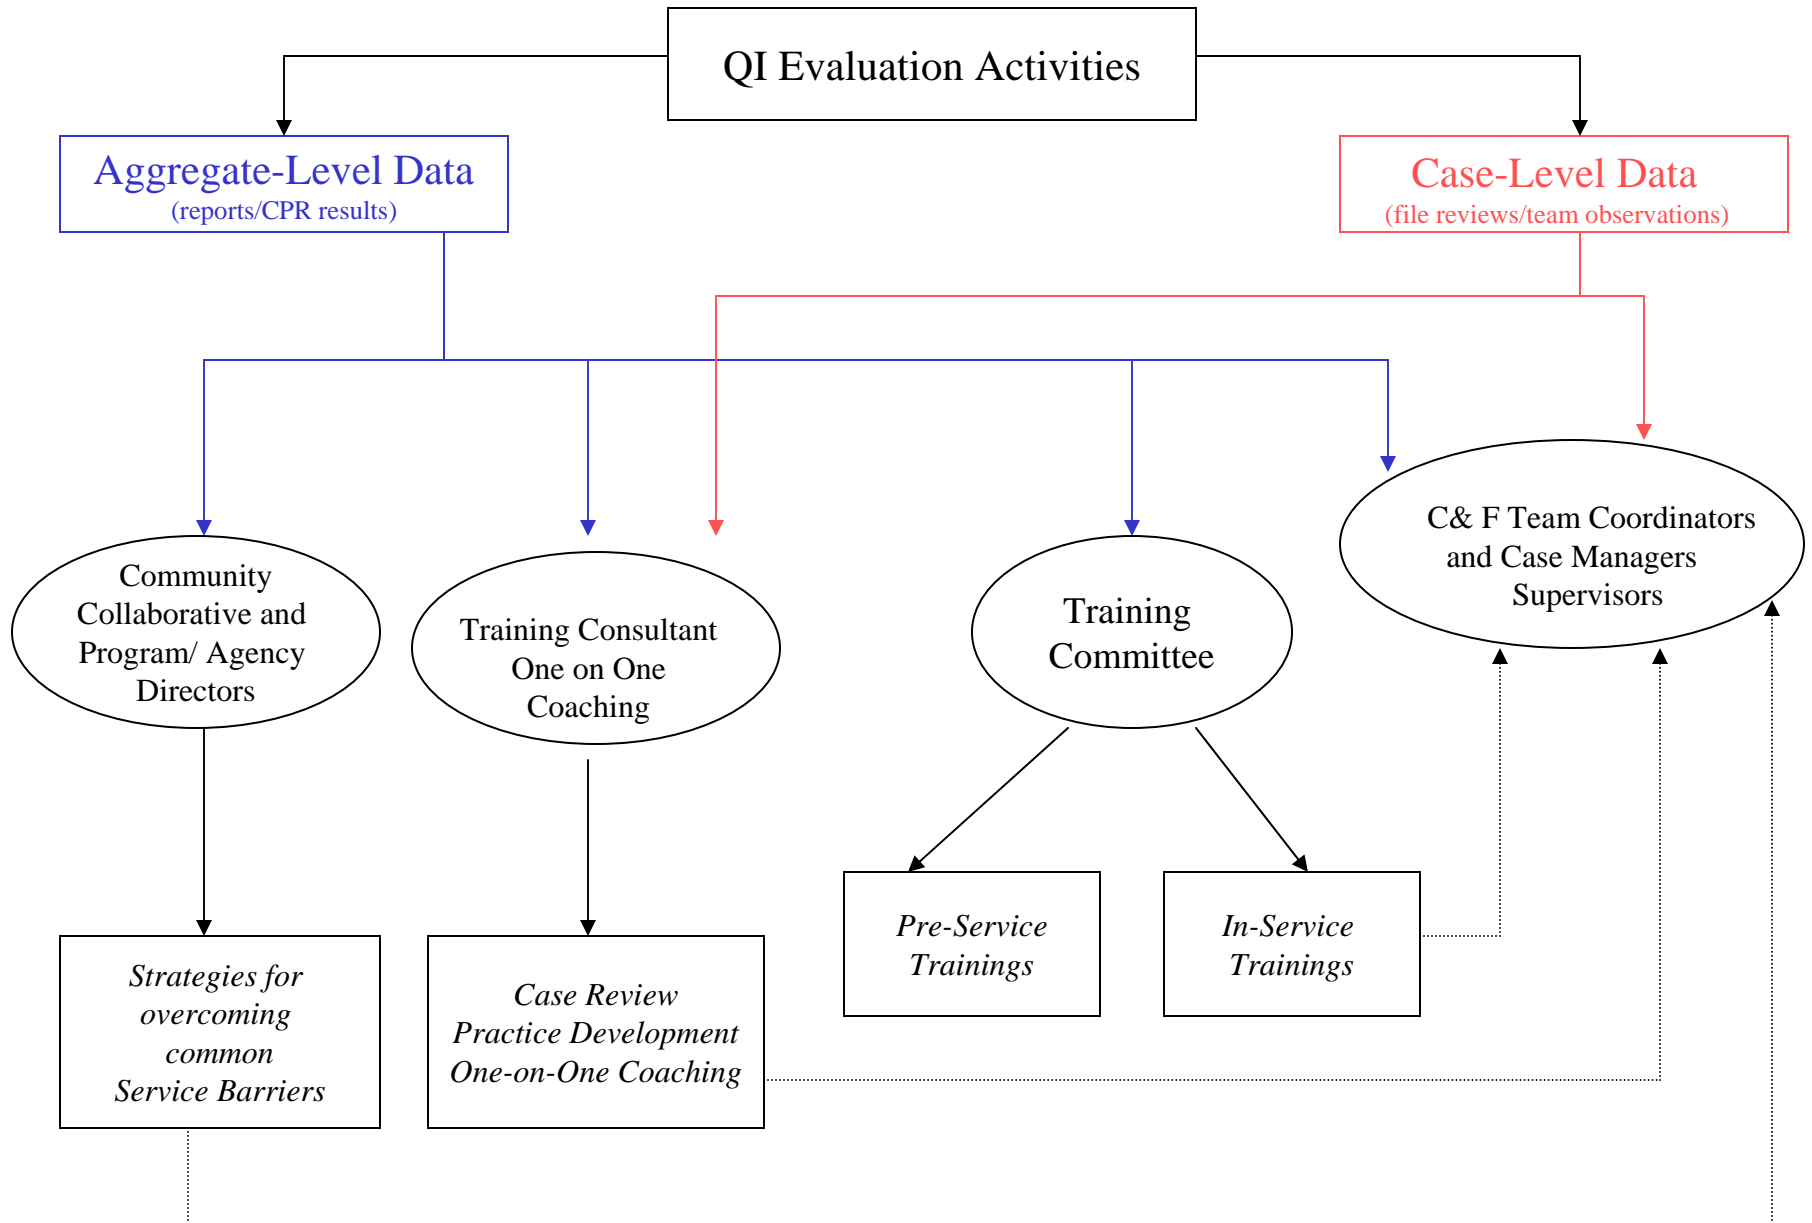 QI Evaluation Activities
Aggregate-Level Data
(reports/CPR results)
Case-Level Data
(file reviews/team observations)
Community
Collaborative and
Program/ Agency
Directors
Training Consultant
One on One
Coaching
Training
Committee
C& F Team Coordinators
and Case Managers
Supervisors
Strategies for
overcoming
common
Service Barriers
Case Review
Practice Development
One-on-One Coaching
Pre-Service
Trainings
In-Service
Trainings